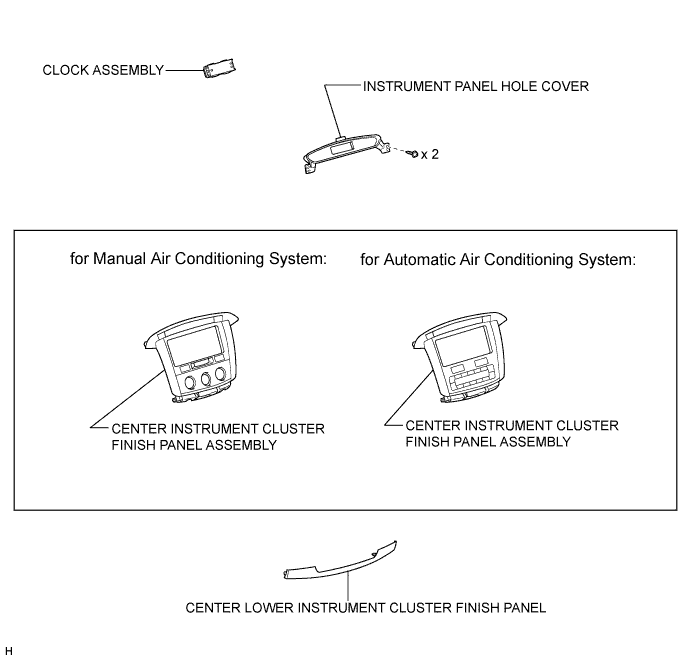 CLOCK ASSEMBLY
INSTRUMENT PANEL HOLE COVER
x 2
for Manual Air Conditioning System:
for Automatic Air Conditioning System:
CENTER INSTRUMENT CLUSTER
FINISH PANEL ASSEMBLY
CENTER INSTRUMENT CLUSTER
FINISH PANEL ASSEMBLY
CENTER LOWER INSTRUMENT CLUSTER FINISH PANEL
H